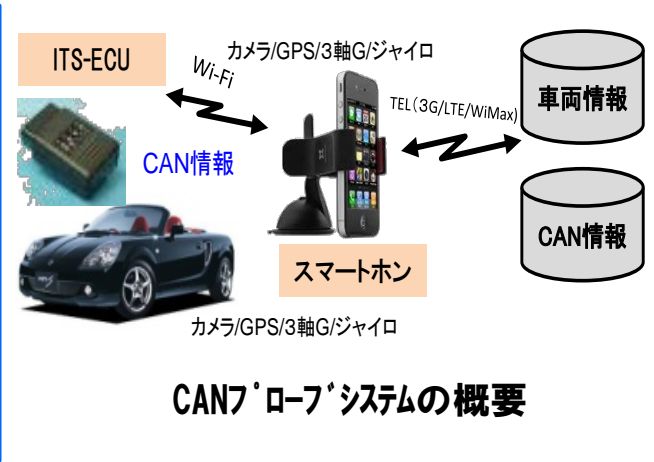 ITS-ECU
Wi-Fi
カメラ/GPS/3軸G/ジャイロ
TEL(3G/LTE/WiMax)
車両情報
CAN情報
CAN情報
スマートホン
カメラ/GPS/3軸G/ジャイロ
CANプローブシステムの概要